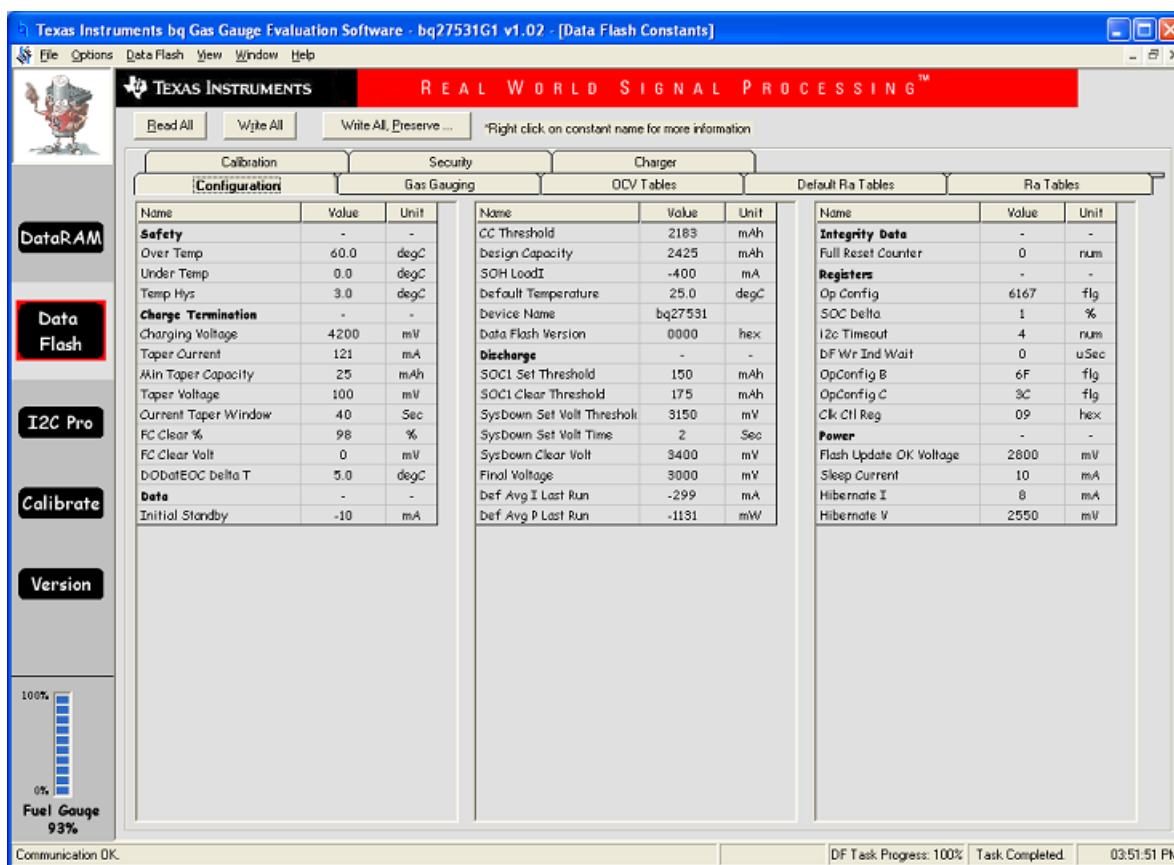 Texas Instruments bq Gas Gauge Evaluation Software - bq27531G1 v1.02 - [Data Flash Constants]
File Options Data Flash View Window Help
TEXAS INSTRUMENTS REAL WORLD SIGNAL PROCESSING™
Read All Write All Write All, Preserve ... *Right click on constant name for more information
Calibration Security Charger
Configuration Gas Gauging OCV Tables Default Ra Tables Ra Tables
DataRAM
Data
Flash
I2C Pro
Calibrate
Version
100%
0%
Fuel Gauge
93%
Name Value Unit
Safety - -
Over Temp 60.0 degC
Under Temp 0.0 degC
Temp Hys 3.0 degC
Charge Termination - -
Charging Voltage 4200 mV
Taper Current 121 mA
Min Taper Capacity 25 mAh
Taper Voltage 100 mV
Current Taper Window 40 Sec
FC Clear % 98 %
FC Clear Volt 0 mV
DODatEOC Delta T 5.0 degC
Data - -
Initial Standby -10 mA
Name Value Unit
CC Threshold 2183 mAh
Design Capacity 2425 mAh
SOH LoadI -400 mA
Default Temperature 25.0 degC
Device Name bq27531
Data Flash Version 0000 hex
Discharge - -
SOC1 Set Threshold 150 mAh
SOC1 Clear Threshold 175 mAh
SysDown Set Volt Threshol 3150 mV
SysDown Set Volt Time 2 Sec
SysDown Clear Volt 3400 mV
Final Voltage 3000 mV
Def Avg I Last Run -299 mA
Def Avg P Last Run -1131 mW
Name Value Unit
Integrity Data - -
Full Reset Counter 0 num
Registers - -
Op Config 6167 flg
SOC Delta 1 %
i2c Timeout 4 num
DF Wr Ind Wait 0 uSec
OpConfig B 6F flg
OpConfig C 3C flg
Clk Ctl Reg 09 hex
Power - -
Flash Update OK Voltage 2800 mV
Sleep Current 10 mA
Hibernate I 8 mA
Hibernate V 2550 mV
Communication OK. DF Task Progress: 100% Task Completed. 03:51:51 PM